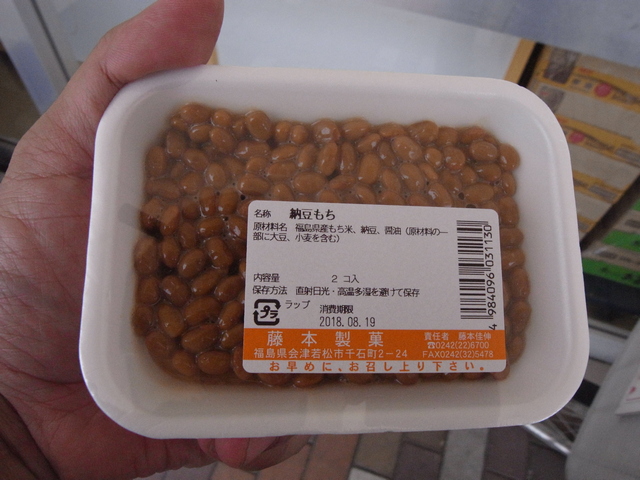 名称 納豆もち
原材料名 福島県産もち米、納豆、醤油（原材料の一
部に大豆、小麦を含む）
内容量 2 コ入
保存方法 直射日光・高温多湿を避けて保存
プラ ラップ 消費期限
2018.08.19
4 984096 031130
藤本製菓 責任者 藤本佳伸
☎0242(22)6700
福島県会津若松市千石町2－24 FAX0242(32)5478
お早めに、お召し上り下さい。